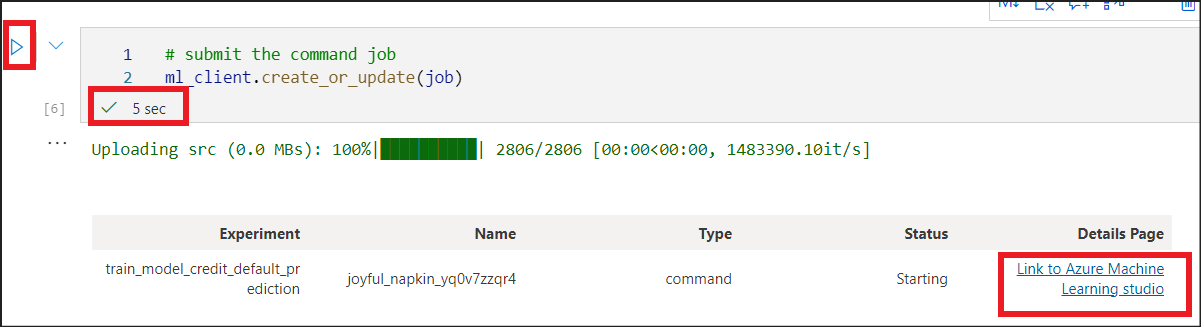 1 # submit the command job
2 ml_client.create_or_update(job)
[6]
5 sec
...
Uploading src (0.0 MBs): 100%|██████████| 2806/2806 [00:00<00:00, 1483390.10it/s]
Experiment Name Type Status Details Page
train_model_credit_default_pr
ediction
joyful_napkin_yq0v7zzqr4 command Starting
Link to Azure Machine
Learning studio